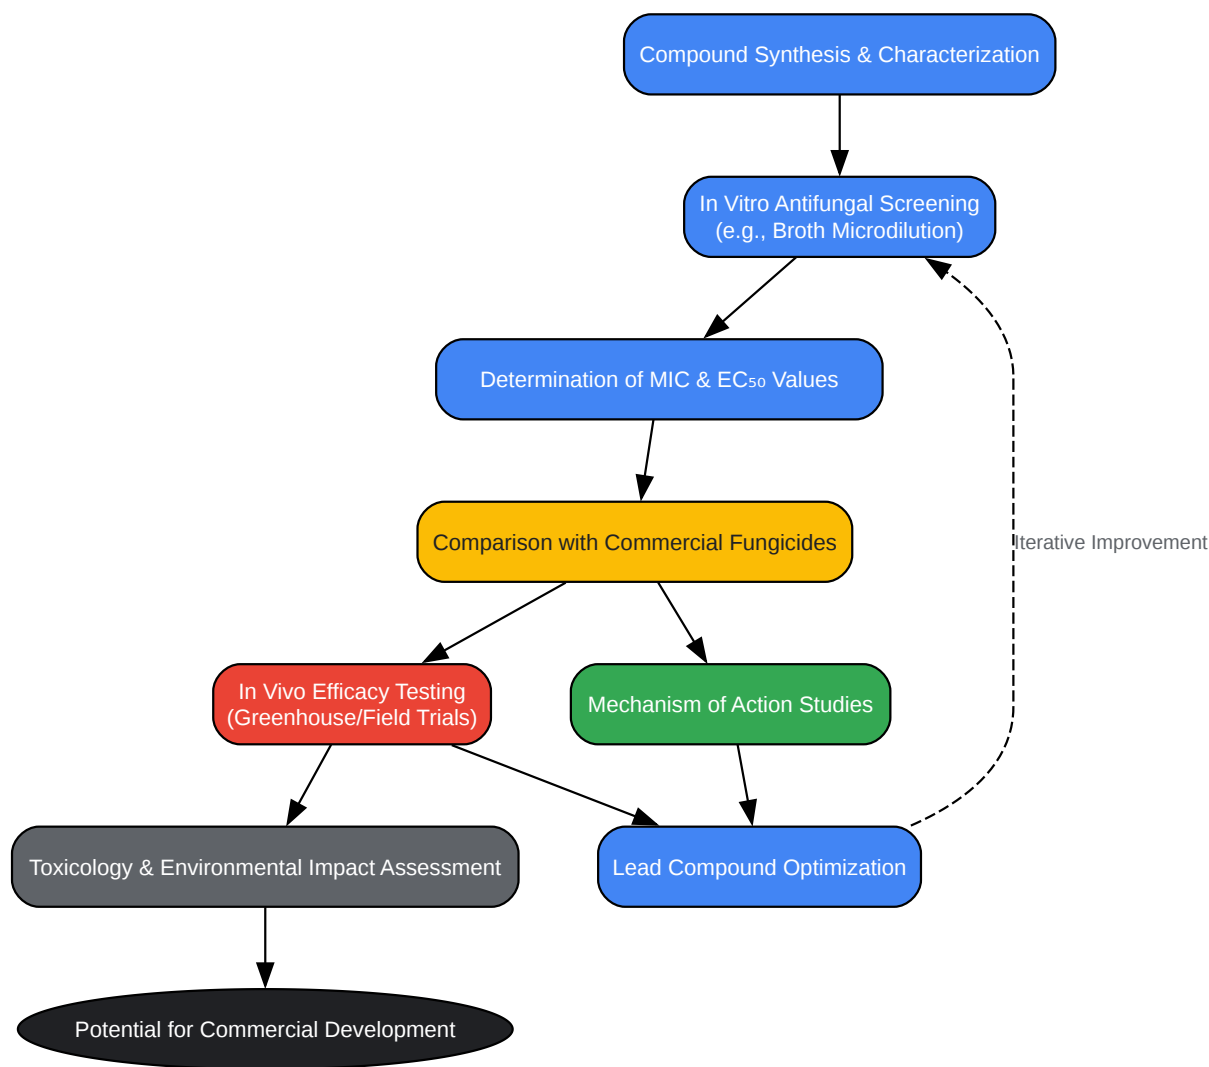 Compound Synthesis & Characterization
In Vitro Antifungal Screening
(e.g., Broth Microdilution)
Determination of MIC & EC₅₀ Values
Comparison with Commercial Fungicides
Iterative Improvement
In Vivo Efficacy Testing
(Greenhouse/Field Trials)
Mechanism of Action Studies
Toxicology & Environmental Impact Assessment
Lead Compound Optimization
Potential for Commercial Development